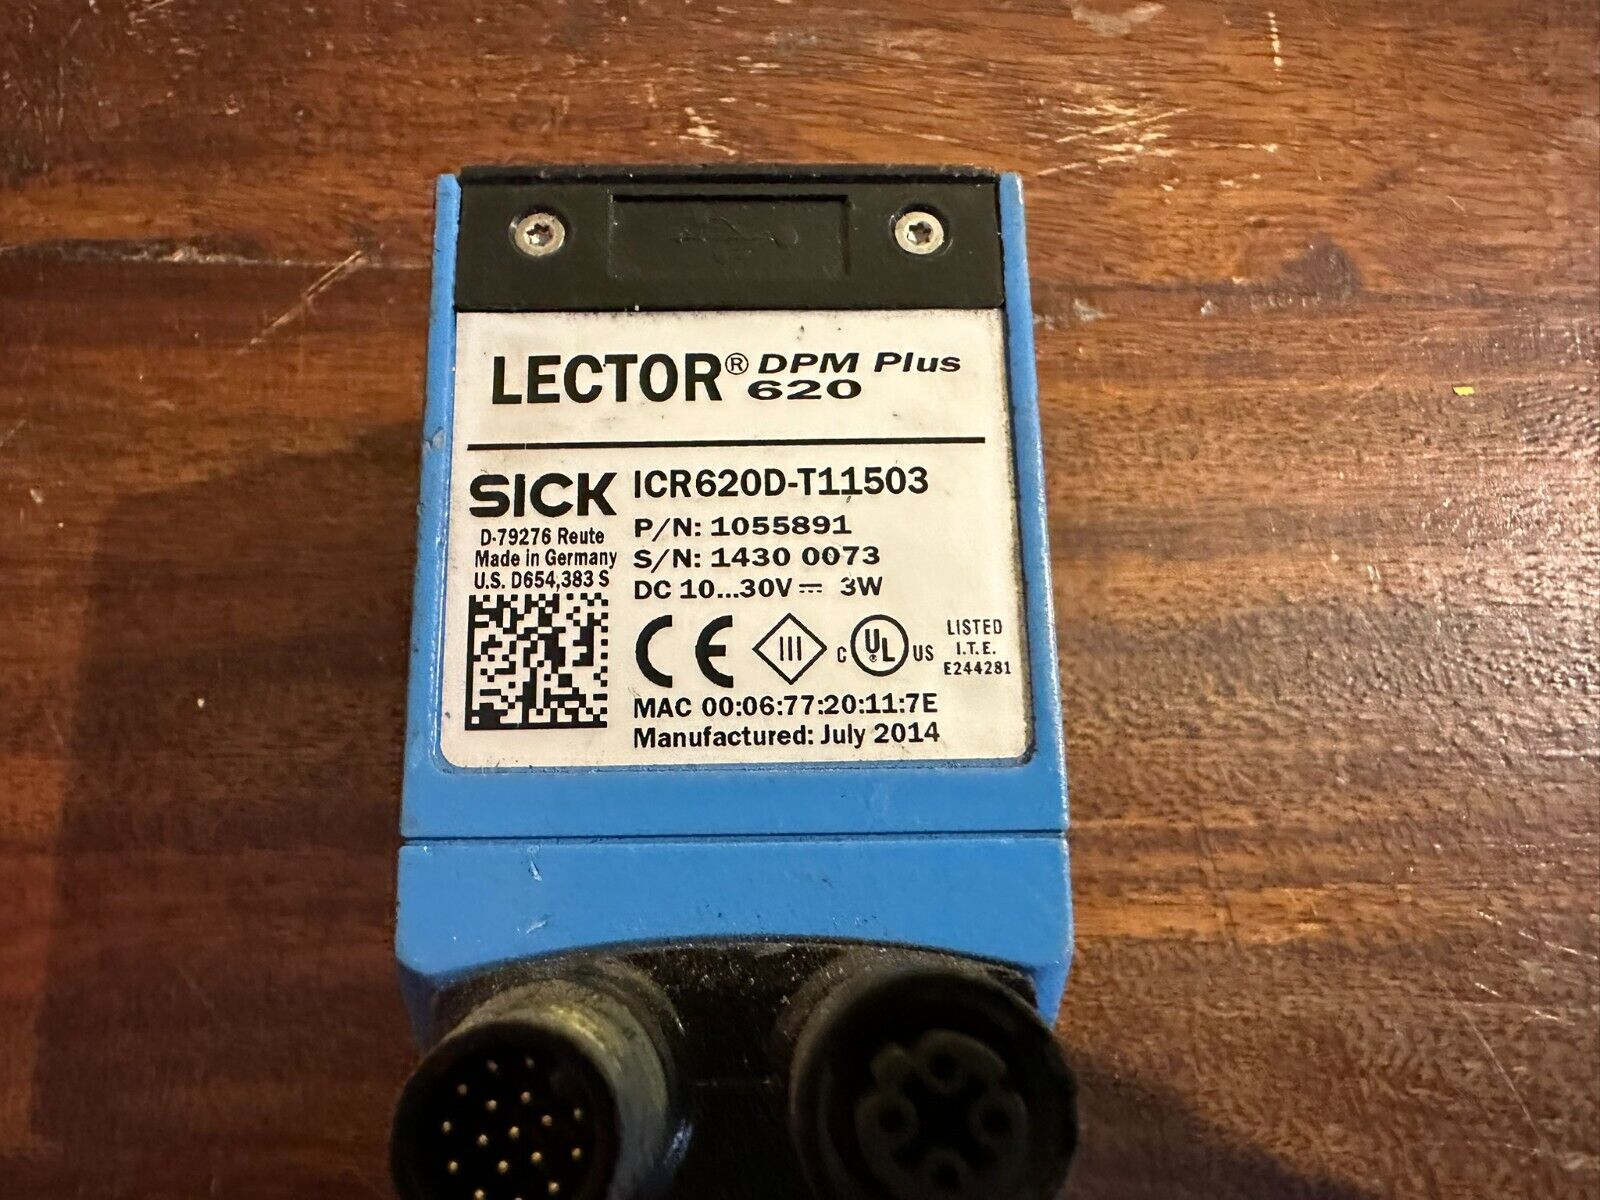 LECTOR® DPM Plus
620
SICK
D-79276 Reute
Made in Germany
U.S. D654,383 S
ICR620D-T11503
P/N: 1055891
S/N: 1430 0073
DC 10...30V ⎓ 3W
CE III c UL US
LISTED
I.T.E.
E244281
MAC 00:06:77:20:11:7E
Manufactured: July 2014